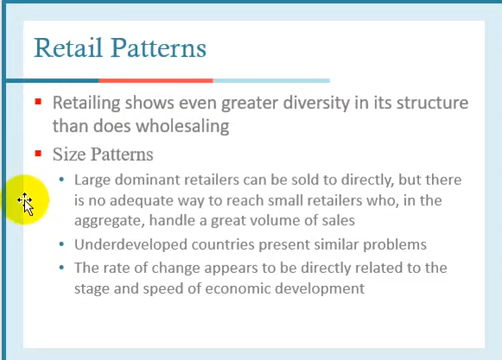 Retail Patterns
Retailing shows even greater diversity in its structure
than does wholesaling
Size Patterns
Large dominant retailers can be sold to directly, but there
is no adequate way to reach small retailers who, in the
aggregate, handle a great volume of sales
Underdeveloped countries present similar problems
The rate of change appears to be directly related to the
stage and speed of economic development